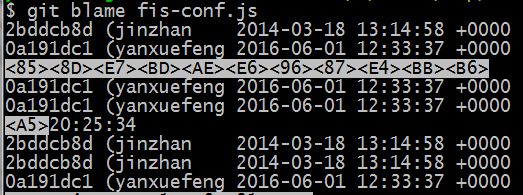 $ git blame fis-conf.js
2bddcb8d (jinzhan    2014-03-18 13:14:58 +0000
0a191dc1 (yanxuefeng 2016-06-01 12:33:37 +0000
<85><8D><E7><BD><AE><E6><96><87><E4><BB><B6>
0a191dc1 (yanxuefeng 2016-06-01 12:33:37 +0000
0a191dc1 (yanxuefeng 2016-06-01 12:33:37 +0000
<A5>20:25:34
2bddcb8d (jinzhan    2014-03-18 13:14:58 +0000
2bddcb8d (jinzhan    2014-03-18 13:14:58 +0000
0a191dc1 (yanxuefeng 2016-06-01 12:33:37 +0000